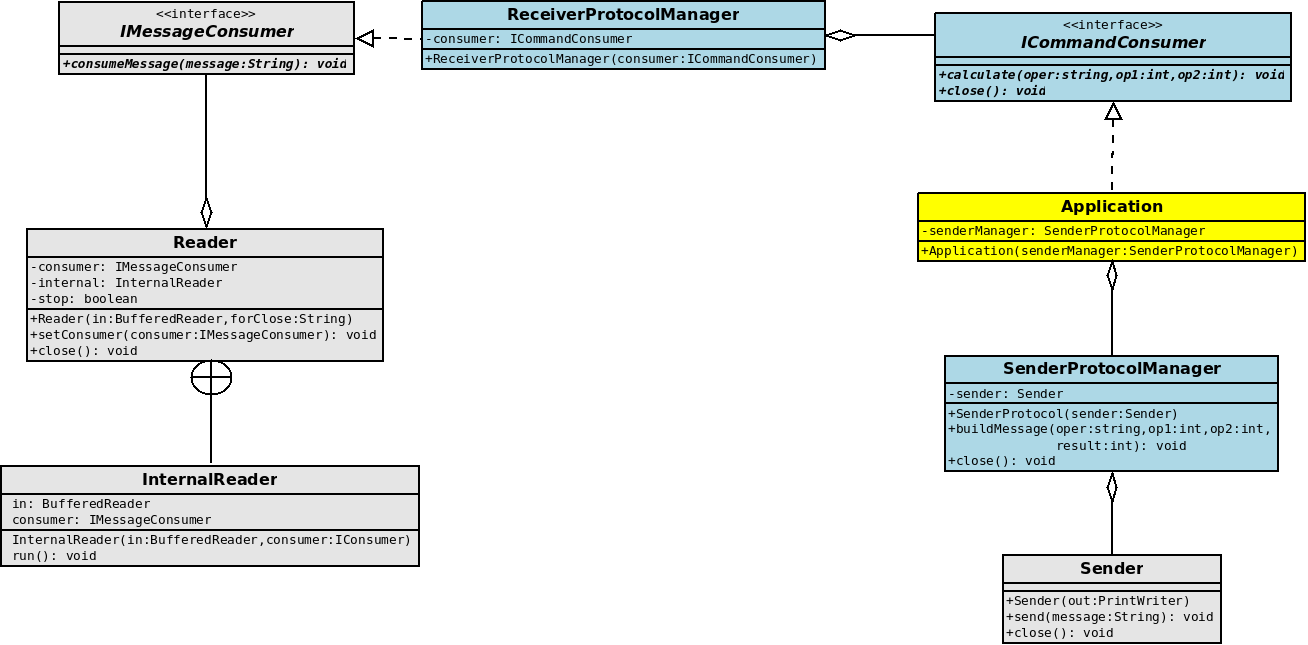 <<interface>>
IMessageConsumer
+consumeMessage(message:String): void
ReceiverProtocolManager
-consumer: ICommandConsumer
+ReceiverProtocolManager(consumer:ICommandConsumer)
<<interface>>
ICommandConsumer
+calculate(oper:string,op1:int,op2:int): void
+close(): void
Application
-senderManager: SenderProtocolManager
+Application(senderManager:SenderProtocolManager)
Reader
-consumer: IMessageConsumer
-internal: InternalReader
-stop: boolean
+Reader(in:BufferedReader,forClose:String)
+setConsumer(consumer:IMessageConsumer): void
+close(): void
SenderProtocolManager
-sender: Sender
+SenderProtocol(sender:Sender)
+buildMessage(oper:string,op1:int,op2:int,
result:int): void
+close(): void
InternalReader
in: BufferedReader
consumer: IMessageConsumer
InternalReader(in:BufferedReader,consumer:IConsumer)
run(): void
Sender
+Sender(out:PrintWriter)
+send(message:String): void
+close(): void